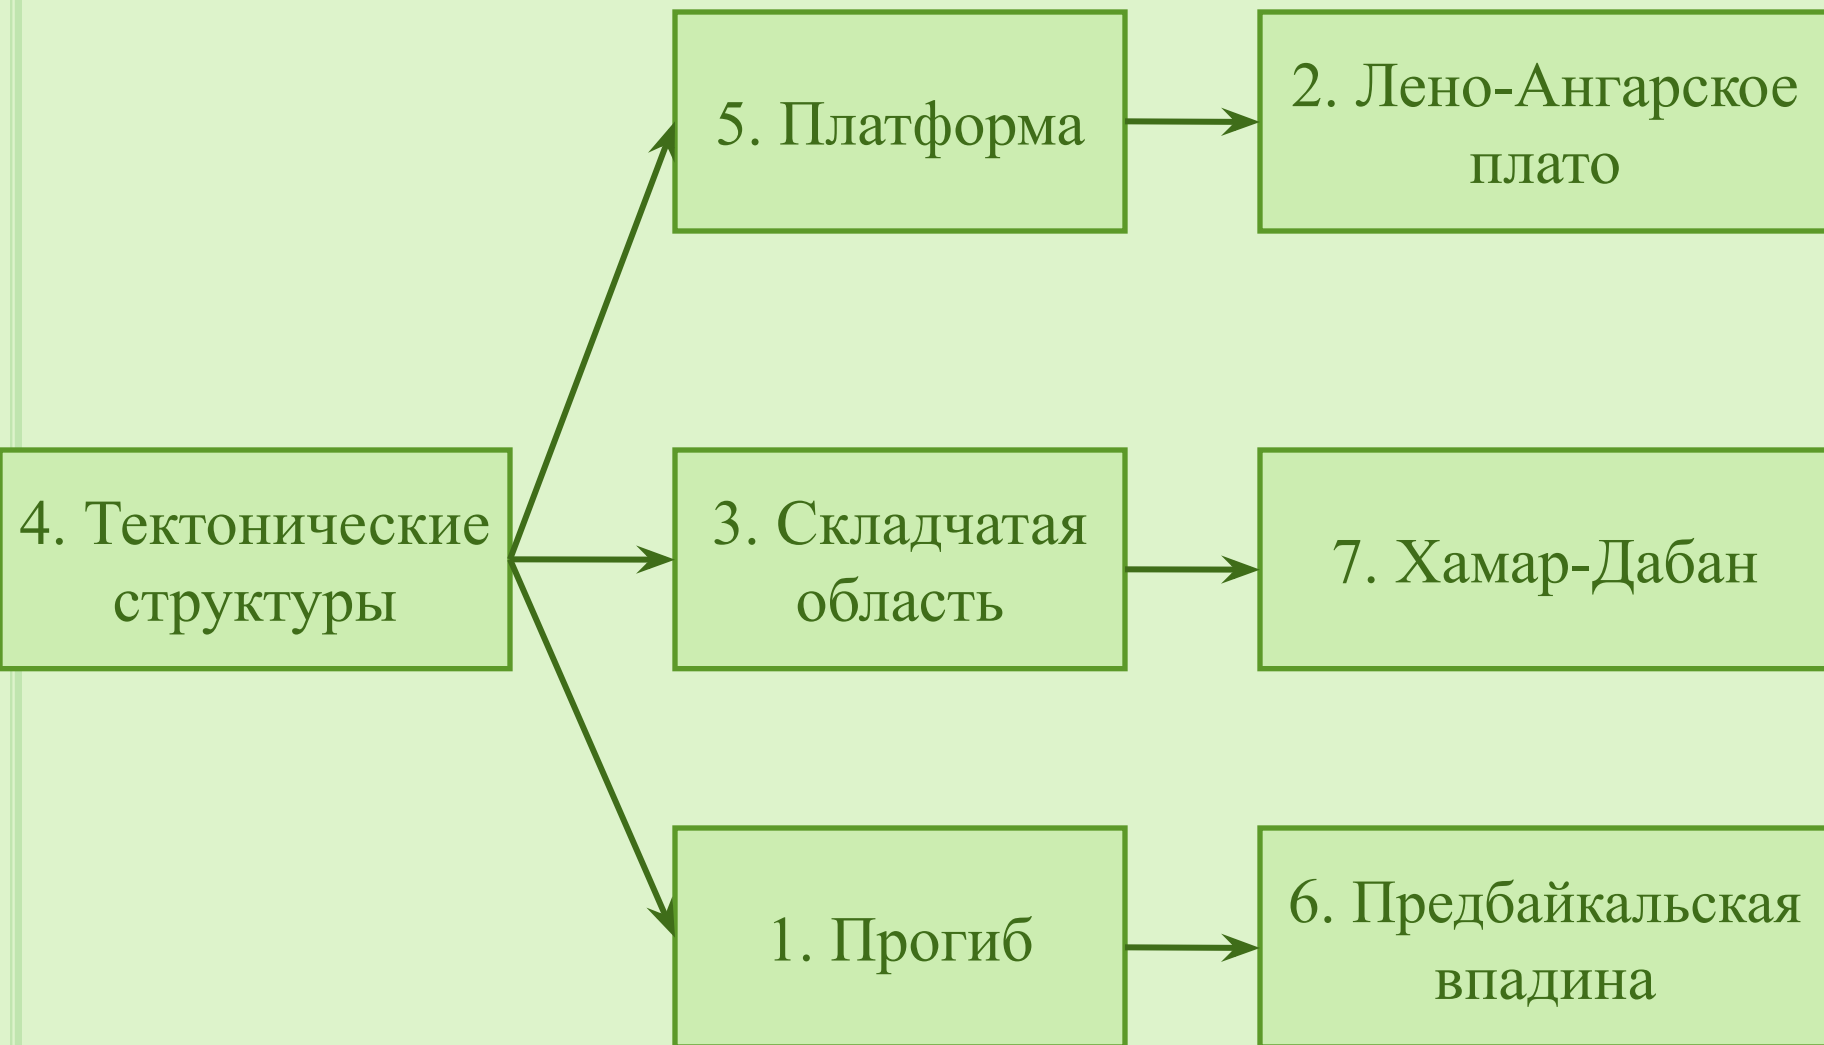 5. Платформа
2. Лено-Ангарское
плато
4. Тектонические
структуры
3. Складчатая
область
7. Хамар-Дабан
1. Прогиб
6. Предбайкальская
впадина